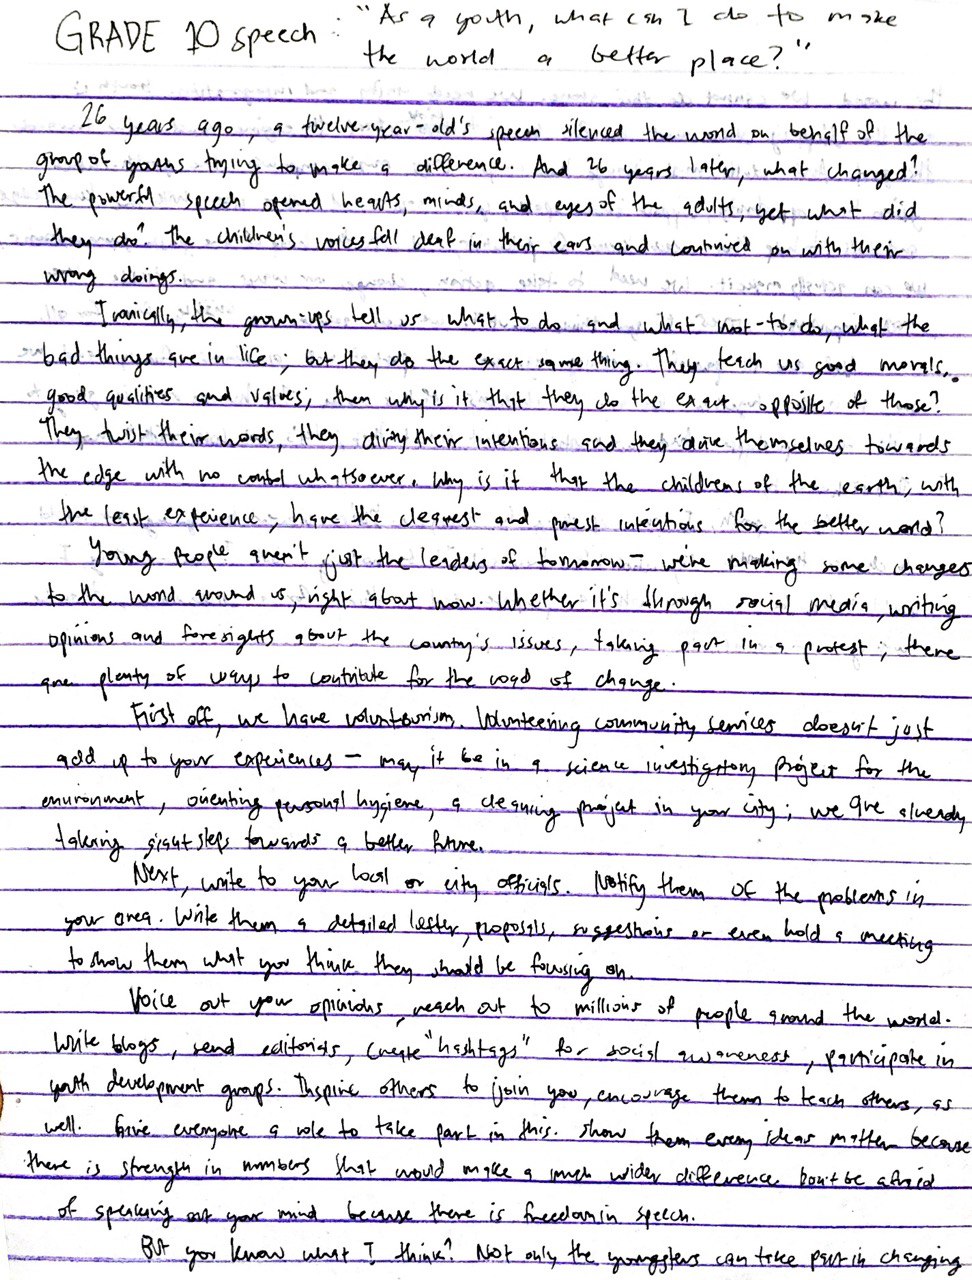 GRADE 10 speech : "As a youth, what can I do to make
the world a better place?"
26 years ago, a twelve-year-old's speech silenced the world on behalf of the
group of youths trying to make a difference. And 26 years later, what changed?
The powerful speech opened hearts, minds, and eyes of the adults, yet what did
they do? The children's voices fell deaf in their ears and continued on with their
wrong doings.
Ironically, the grown-ups tell us what to do and what not-to-do, what the
bad things are in life; but they do the exact same thing. They teach us good morals,
good qualities and values; then why is it that they do the exact opposite of those?
They twist their words, they dirty their intentions and they drive themselves towards
the edge with no control whatsoever. Why is it that the childrens of the earth, with
the least experience, have the clearest and purest intentions for the better world?
Young people aren't just the leaders of tomorrow - we're making some changes
to the world around us, right about now. Whether it's through social media, writing
opinions and foresights about the country's issues, taking part in a protest; there
are plenty of ways to contribute for the road of change.
First off, we have voluntourism. Volunteering community services doesn't just
add up to your experiences - may it be in a science investigatory project for the
environment, orienting personal hygiene, a cleaning project in your city; we are already
taking giant steps towards a better future.
Next, write to your local or city officials. Notify them of the problems in
your area. Write them a detailed letter, proposals, suggestions or even hold a meeting
to show them what you think they should be focusing on.
Voice out your opinions, reach out to millions of people around the world.
Write blogs, send editorials, create "hashtags" for social awareness, participate in
youth development groups. Inspire others to join you, encourage them to teach others, as
well. Give everyone a role to take part in this. Show them every ideas matter because
there is strength in numbers that would make a much wider difference. Don't be afraid
of speaking out your mind because there is freedom in speech.
But you know what I think? Not only the youngsters can take part in changing